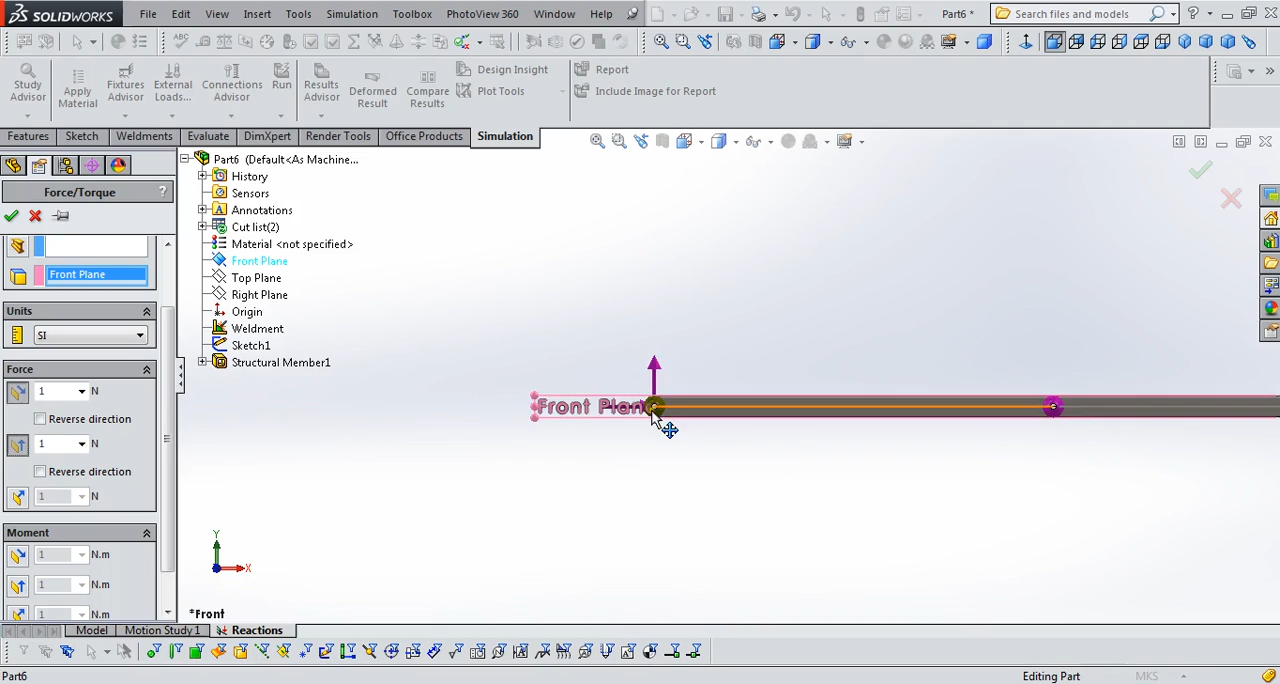 SOLIDWORKS File Edit View Insert Tools Simulation Toolbox PhotoView 360 Window Help Part6 * Search files and models
Study Advisor
Apply Material
Fixtures Advisor
External Loads...
Connections Advisor
Run
Results Advisor
Deformed Result
Compare Results
Design Insight
Plot Tools
Report
Include Image for Report
Features Sketch Weldments Evaluate DimXpert Render Tools Office Products Simulation
Force/Torque ?
Front Plane
Units
SI
Force
1 N
Reverse direction
1 N
Reverse direction
1 N
Moment
1 N.m
1 N.m
1 N.m
Part6 (Default<As Machine...
History
Sensors
Annotations
Cut list(2)
Material <not specified>
Front Plane
Top Plane
Right Plane
Origin
Weldment
Sketch1
Structural Member1
Front Plan
Y
X
*Front
Model Motion Study 1 Reactions
Part6 Editing Part MKS